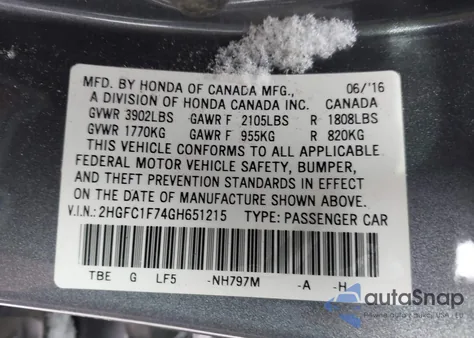 MFD. BY HONDA OF CANADA MFG., 06/'16
A DIVISION OF HONDA CANADA INC. CANADA
GVWR 3902LBS GAWR F 2105LBS R 1808LBS
GVWR 1770KG GAWR F 955KG R 820KG
THIS VEHICLE CONFORMS TO ALL APPLICABLE
FEDERAL MOTOR VEHICLE SAFETY, BUMPER,
AND THEFT PREVENTION STANDARDS IN EFFECT
ON THE DATE OF MANUFACTURE SHOWN ABOVE.
V.I.N.: 2HGFC1F74GH651215 TYPE: PASSENGER CAR
TBE G LF5 -NH797M -A -H
autoSnap